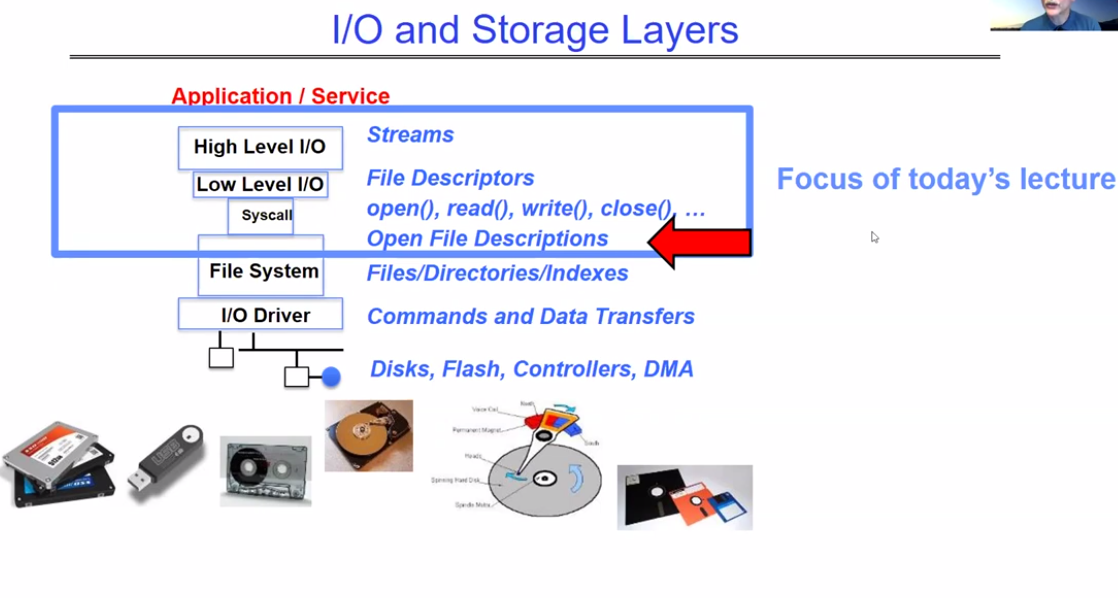 I/O and Storage Layers
Application / Service
High Level I/O
Streams
Low Level I/O
File Descriptors
Syscall
open(), read(), write(), close(), …
Open File Descriptions
Focus of today's lecture
File System
Files/Directories/Indexes
I/O Driver
Commands and Data Transfers
Disks, Flash, Controllers, DMA
Voice Coil
Permanent Magnet
South
Heads
Spinning Hard Disk
Spindle Motor